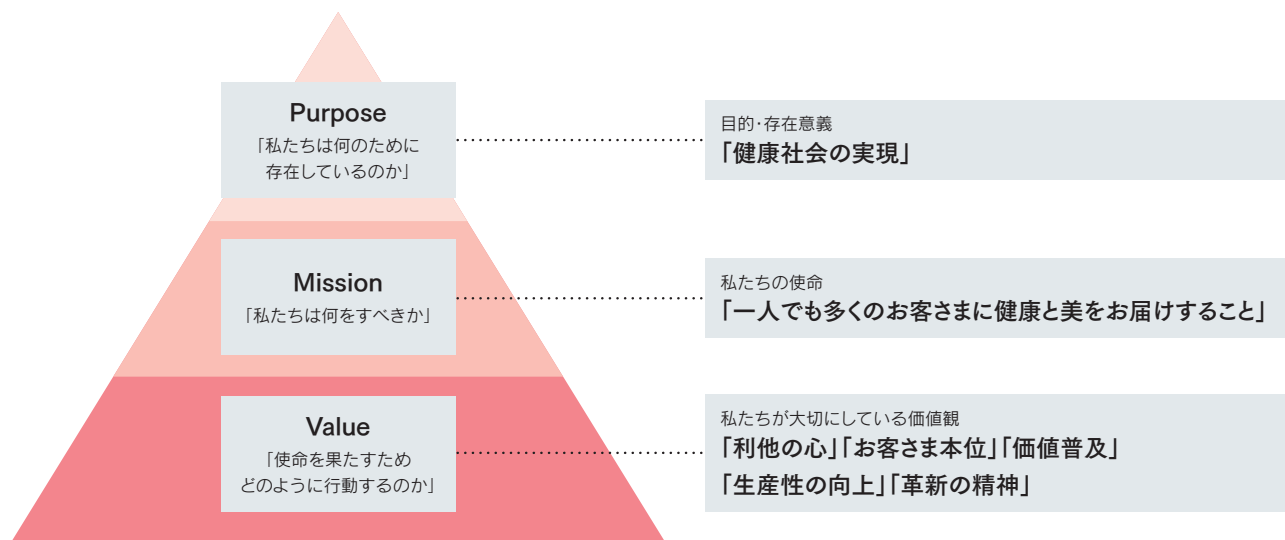 Purpose
「私たちは何のために
存在しているのか」
目的・存在意義
「健康社会の実現」
Mission
「私たちは何をすべきか」
私たちの使命
「一人でも多くのお客さまに健康と美をお届けすること」
Value
「使命を果たすため
どのように行動するのか」
私たちが大切にしている価値観
「利他の心」「お客さま本位」「価値普及」
「生産性の向上」「革新の精神」